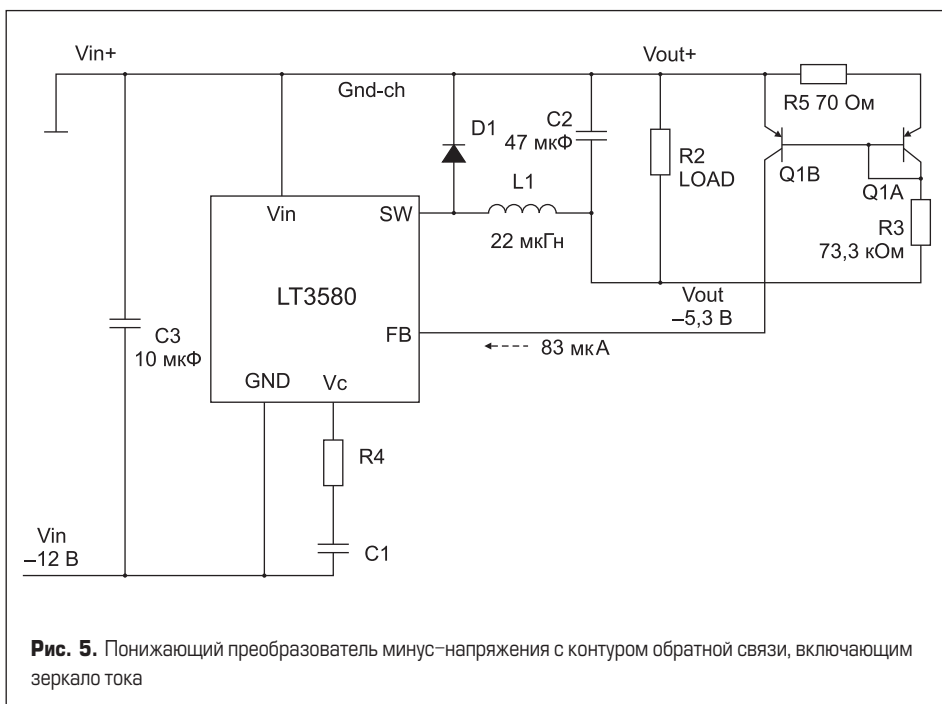 Vin+
Vout+
Gnd-ch
R5 70 Ом
D1
C2
47 мкФ
R2
LOAD
Q1B
Q1A
L1
Vin
SW
22 мкГн
R3
73,3 кОм
LT3580
Vout
–5,3 В
C3
10 мкФ
FB
83 мкА
GND
Vc
R4
Vin
–12 В
C1
Рис. 5. Понижающий преобразователь минус-напряжения с контуром обратной связи, включающим
зеркало тока